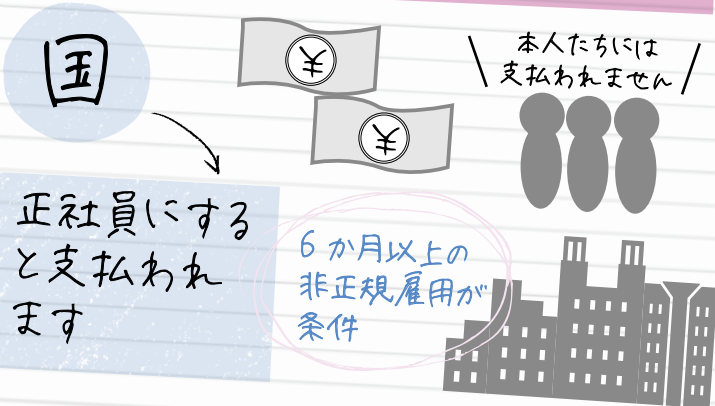 国
¥
¥
本人たちには
支払われません
正社員にする
と支払われ
ます
6か月以上の
非正規雇用が
条件